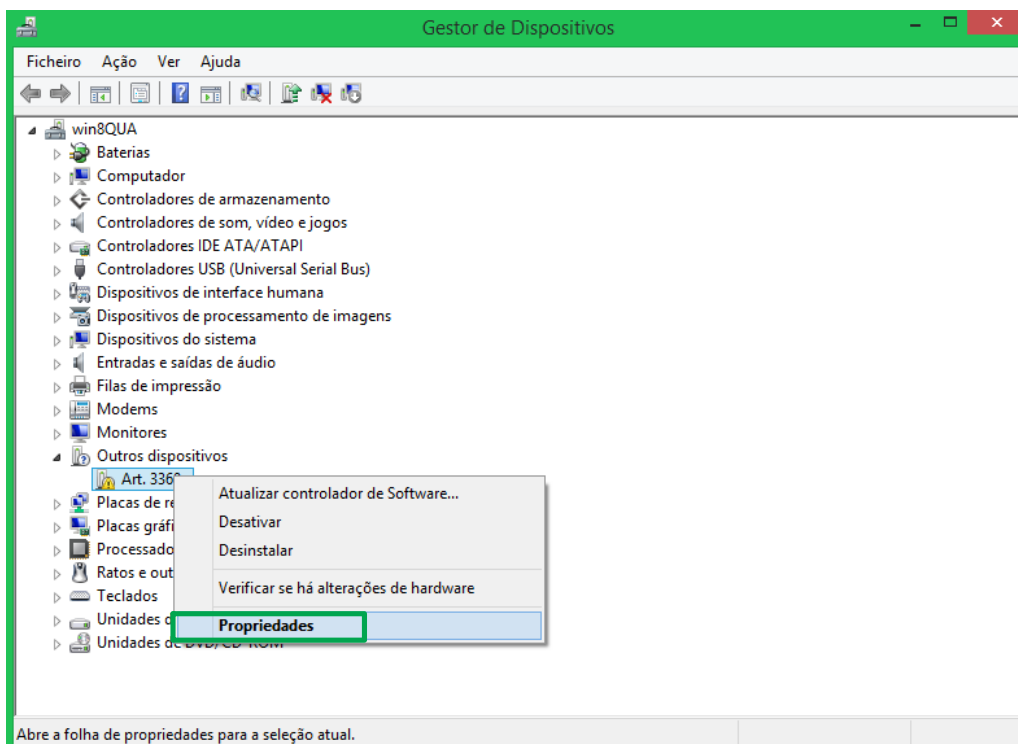 Gestor de Dispositivos
Ficheiro Ação Ver Ajuda
win8QUA
Baterias
Computador
Controladores de armazenamento
Controladores de som, vídeo e jogos
Controladores IDE ATA/ATAPI
Controladores USB (Universal Serial Bus)
Dispositivos de interface humana
Dispositivos de processamento de imagens
Dispositivos do sistema
Entradas e saídas de áudio
Filas de impressão
Modems
Monitores
Outros dispositivos
Art.
Placas de
Placas
Ratos e
Teclados
Unidades
Unidades de
Atualizar controlador de Software...
Desativar
Desinstalar
Verificar se há alterações de hardware
Propriedades
Abre a folha de propriedades para a seleção atual.